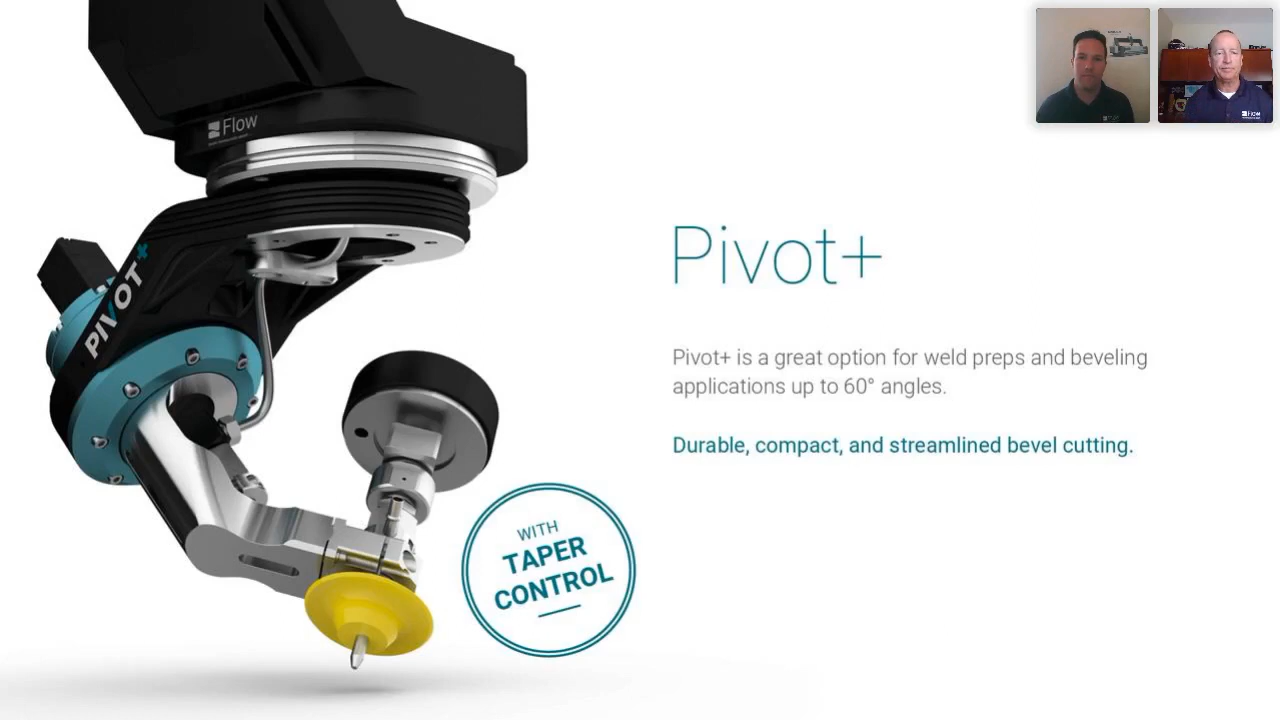 Flow
PIVOT+
WITH
TAPER
CONTROL
Pivot+
Pivot+ is a great option for weld preps and beveling
applications up to 60° angles.
Durable, compact, and streamlined bevel cutting.
Flow